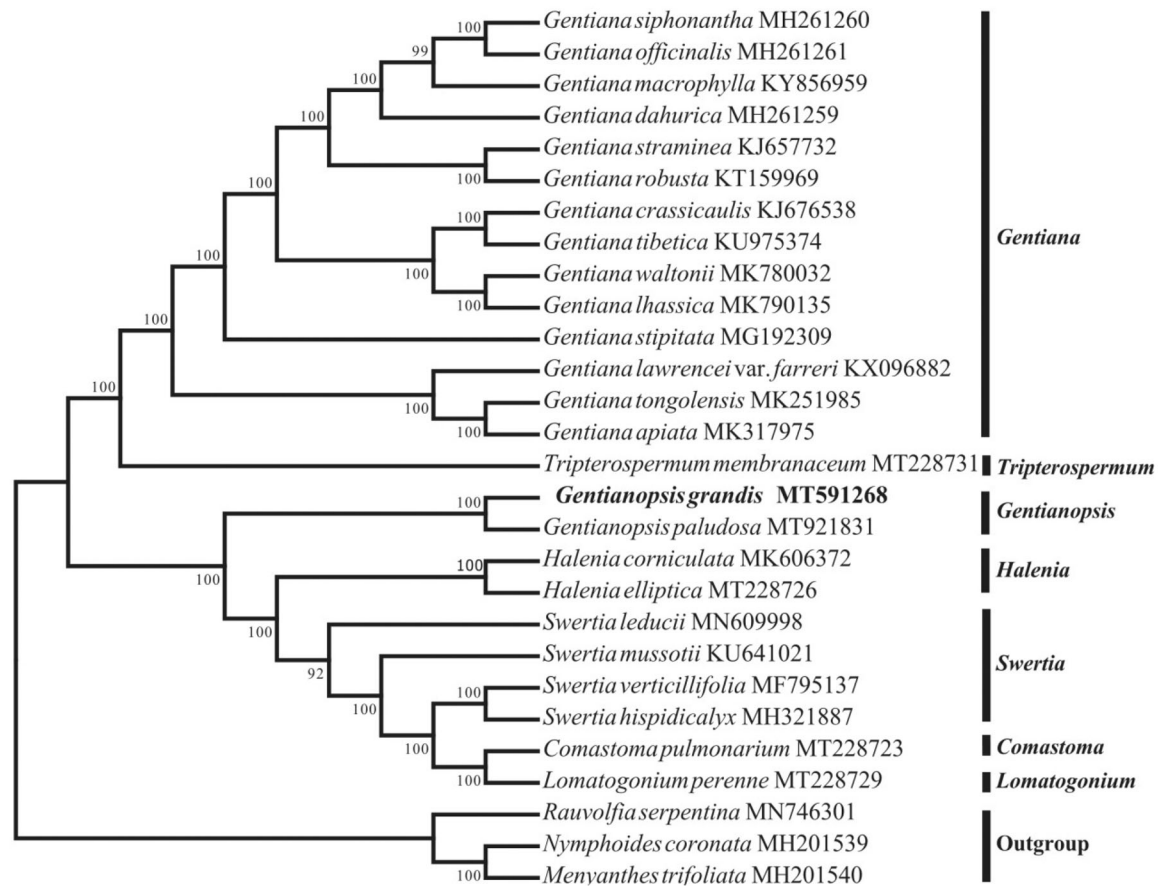 Gentiana siphonantha MH261260
100
Gentiana officinalis MH261261
99
Gentiana macrophylla KY856959
100
Gentiana dahurica MH261259
100
Gentiana straminea KJ657732
Gentiana robusta KT159969
100
100
Gentiana crassicaulis KJ676538
100
Gentiana tibetica KU975374
Gentiana
100
Gentiana waltonii MK780032
100
Gentiana lhassica MK790135
100
100
Gentiana stipitata MG192309
100
Gentiana lawrencei var. farreri KX096882
100
Gentiana tongolensis MK251985
100
Gentiana apiata MK317975
100
Tripterospermum membranaceum MT228731
Tripterospermum
Gentianopsis grandis MT591268
100
Gentianopsis
Gentianopsis paludosa MT921831
Halenia corniculata MK606372
100
Halenia
100
Halenia elliptica MT228726
Swertia leducii MN609998
100
Swertia mussotii KU641021
Swertia
92
Swertia verticillifolia MF795137
100
100
Swertia hispidicalyx MH321887
100
Comastoma pulmonarium MT228723
Comastoma
Lomatogonium perenne MT228729
100
Lomatogonium
Rauvolfia serpentina MN746301
Nymphoides coronata MH201539
Outgroup
Menyanthes trifoliata MH201540
100